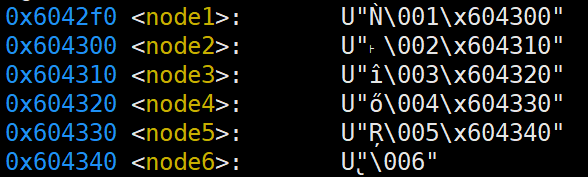 0x6042f0 <node1>: U"Ǹ\001\x604300"
0x604300 <node2>: U"˫\002\x604310"
0x604310 <node3>: U"î\003\x604320"
0x604320 <node4>: U"ő\004\x604330"
0x604330 <node5>: U"Ŗ\005\x604340"
0x604340 <node6>: U"\006"